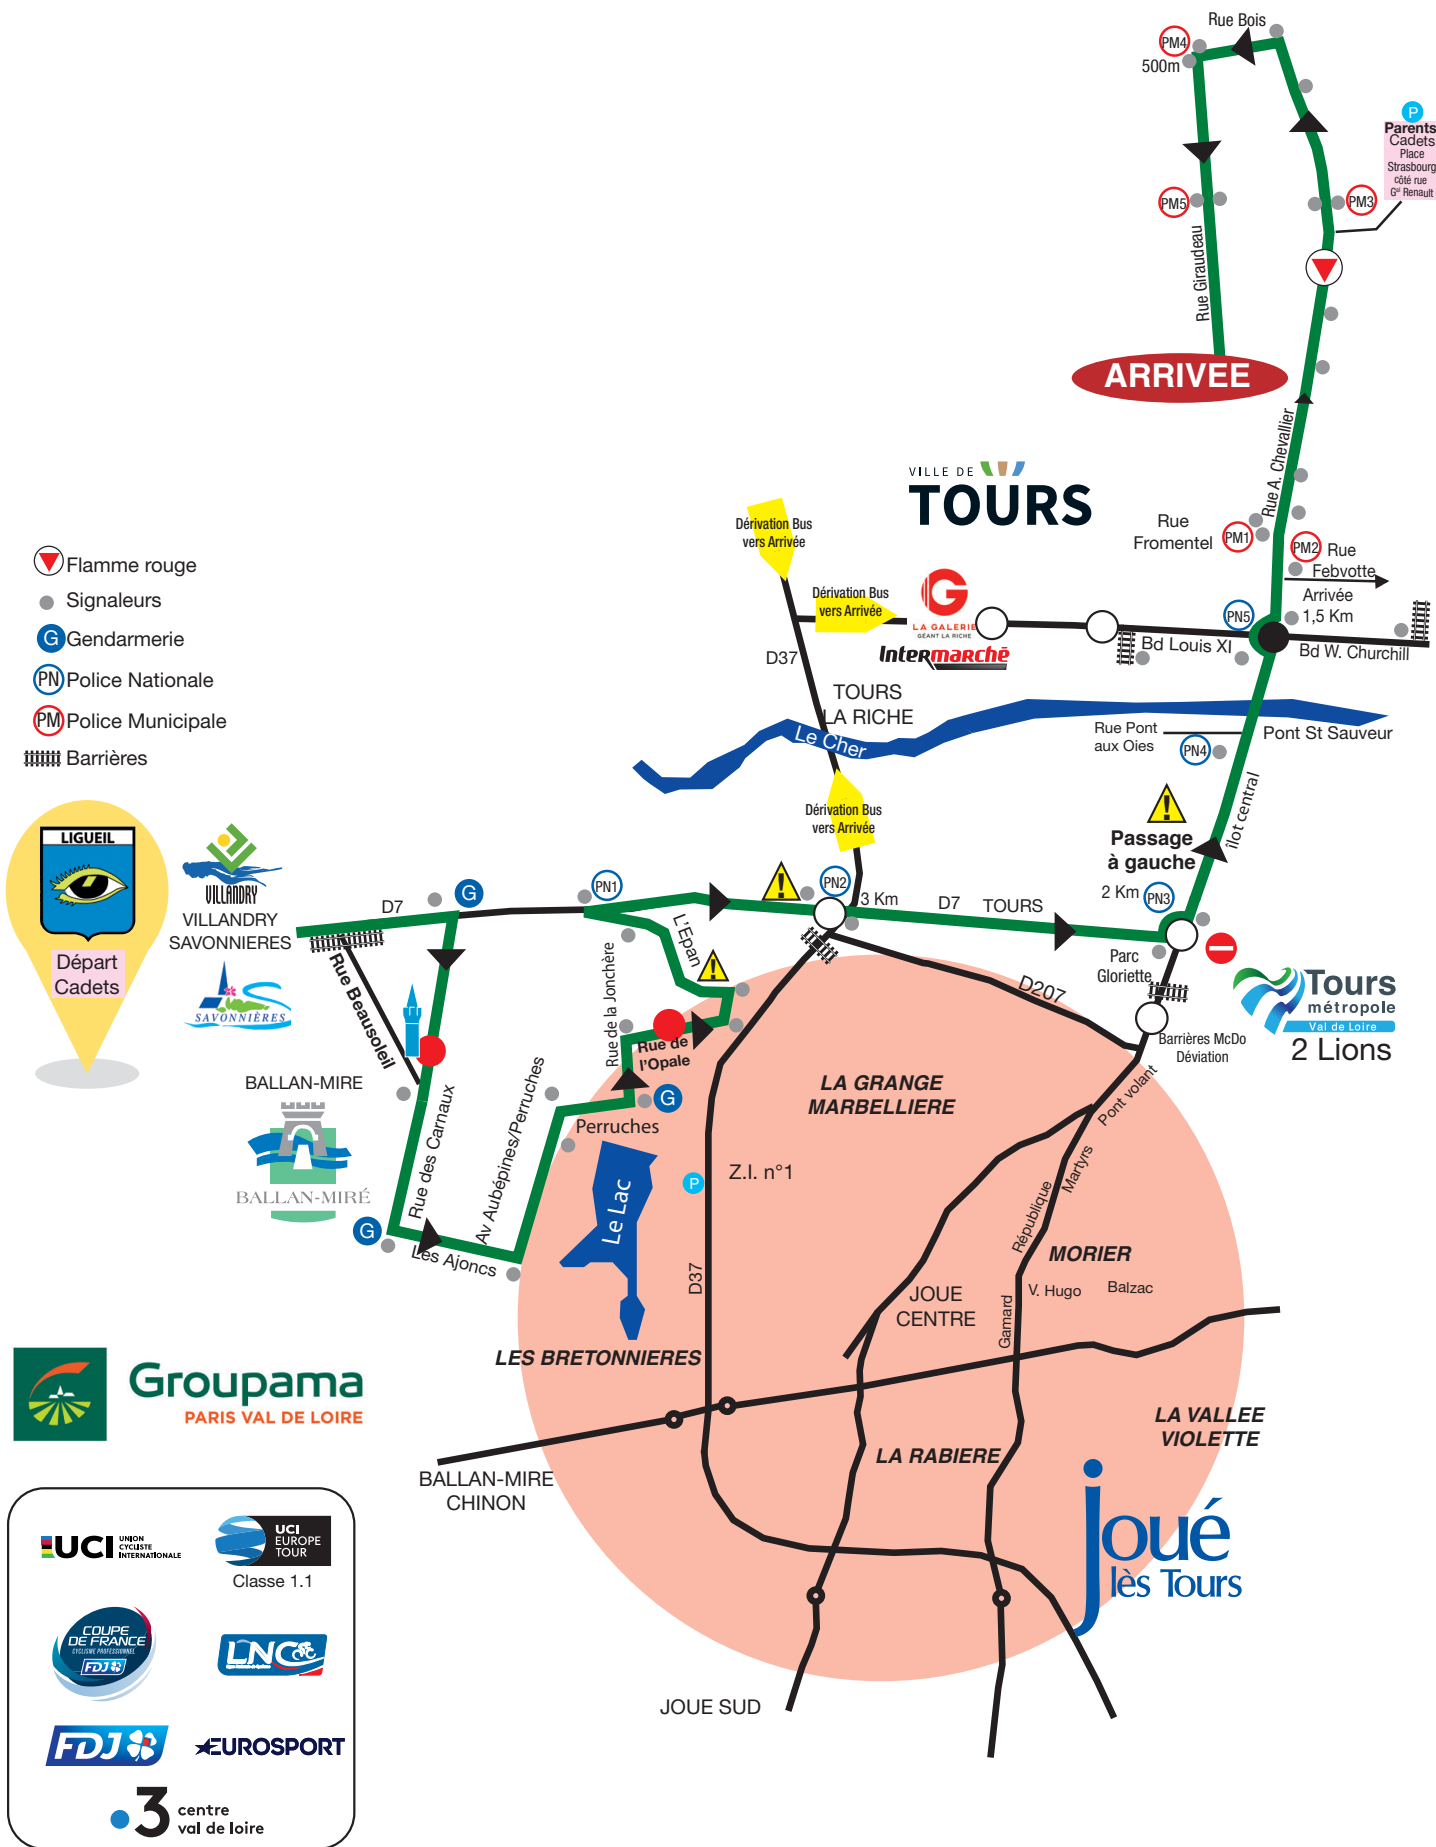 Rue Bois
PM4
500m
P
Parents
Cadets
Place
Strasbourg
côté rue
Gal Renault
PM5
PM3
Rue Giraudeau
ARRIVEE
Rue A. Chevallier
VILLE DE
TOURS
Dérivation Bus
vers Arrivée
Rue
Fromentel
PM1
PM2
Rue
Febvotte
Arrivée
1,5 Km
Flamme rouge
Signaleurs
G
Gendarmerie
PN
Police Nationale
PM
Police Municipale
Barrières
Dérivation Bus
vers Arrivée
G
LA GALERIE
GÉANT LA RICHE
Intermarché
PN5
Bd Louis XI
Bd W. Churchill
D37
TOURS
LA RICHE
Le Cher
Rue Pont
aux Oies
PN4
Pont St Sauveur
Dérivation Bus
vers Arrivée
!
Passage
à gauche
îlot central
LIGUEIL
Départ
Cadets
VILLANDRY
VILLANDRY
SAVONNIERES
SAVONNIÈRES
D7
G
PN1
!
PN2
3 Km
D7
TOURS
2 Km
PN3
L'Epan
!
Rue Beausoleil
Rue de la Jonchère
Rue de
l'Opale
Parc
Gloriette
D207
Tours
métropole
Val de Loire
2 Lions
Barrières McDo
Déviation
Pont volant
BALLAN-MIRE
BALLAN-MIRÉ
Rue des Carnaux
Av Aubépines/Perruches
G
Perruches
LA GRANGE
MARBELLIERE
G
Les Ajoncs
Le Lac
P
Z.I. n°1
D37
Martyrs
République
MORIER
V. Hugo
Balzac
Gamard
JOUE
CENTRE
LES BRETONNIERES
Groupama
PARIS VAL DE LOIRE
LA VALLEE
VIOLETTE
LA RABIERE
BALLAN-MIRE
CHINON
joué
lès Tours
JOUE SUD
UCI
UNION
CYCLISTE
INTERNATIONALE
UCI
EUROPE
TOUR
Classe 1.1
COUPE
DE FRANCE
CYCLISME PROFESSIONNEL
FDJ
LNC
FDJ
EUROSPORT
3
centre
val de loire